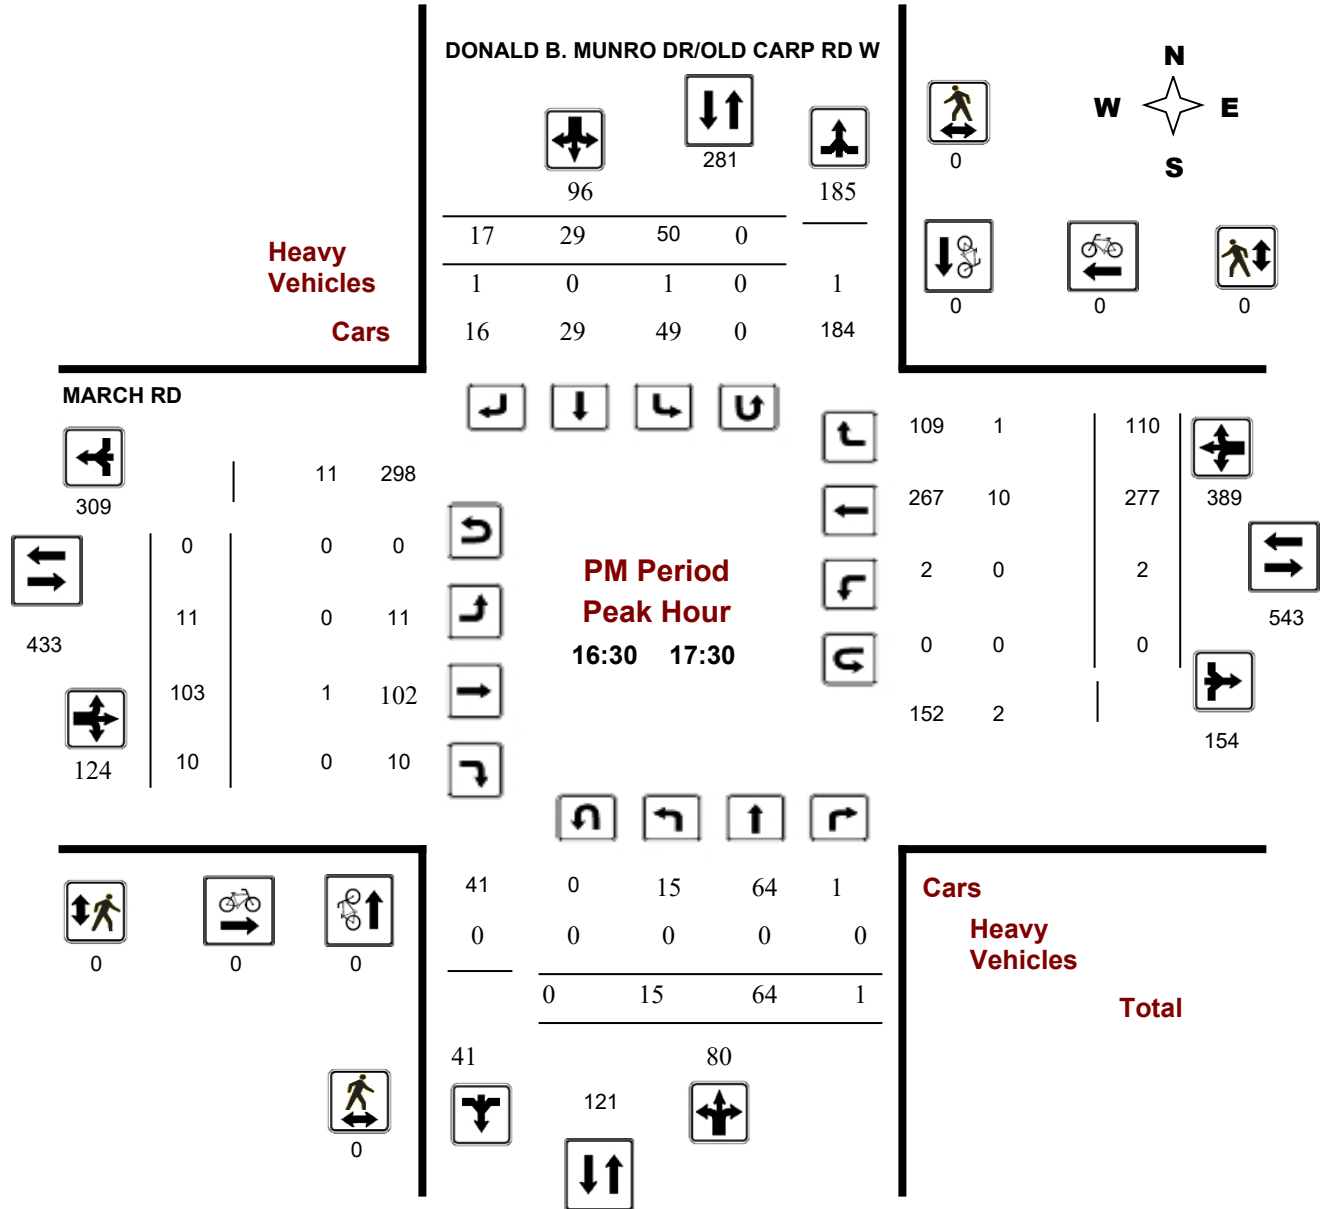 DONALD B. MUNRO DR/OLD CARP RD W
N
W E
S
281
0
96 185
17 29 50 0
Heavy
Vehicles
1 0 1 0 1
0 0 0
Cars
16 29 49 0 184
MARCH RD
109 1 110
11 298
309
267 10 277 389
0 0 0
PM Period
2 0 2
Peak Hour
11 0 11
543
433
16:30 17:30
0 0 0
103 1 102
152 2
154
124 10 0 10
41 0 15 64 1
Cars
0 0 0 0 0
Heavy
Vehicles
0 0 0
0 15 64 1
Total
41 80
121
0